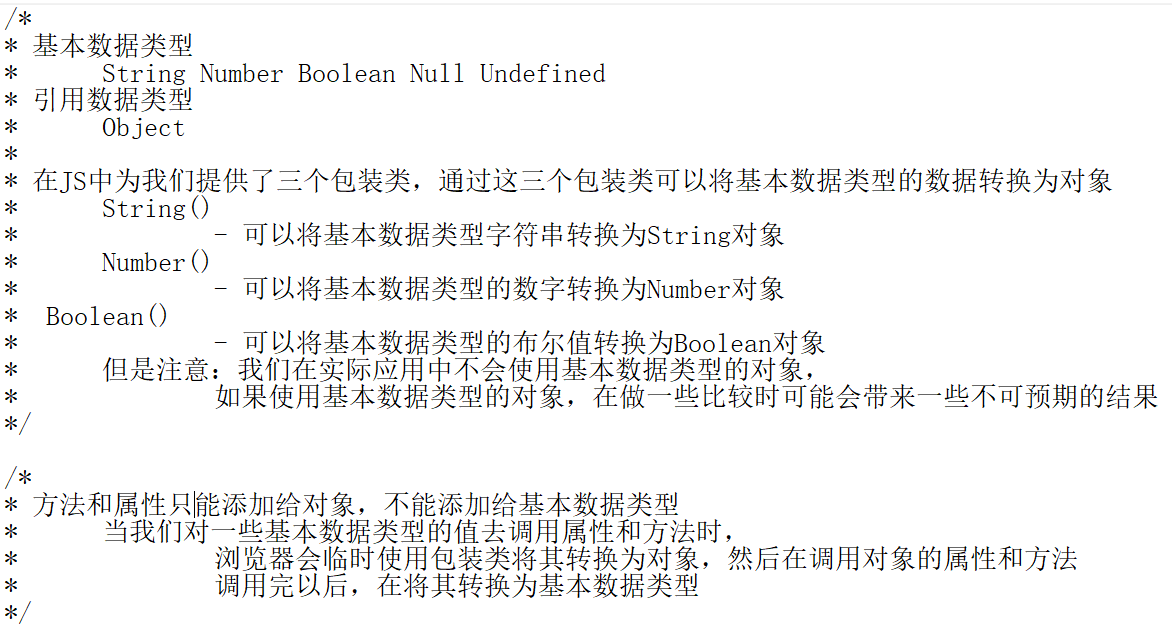 /*
* 基本数据类型
* String Number Boolean Null Undefined
* 引用数据类型
* Object
*
* 在JS中为我们提供了三个包装类，通过这三个包装类可以将基本数据类型的数据转换为对象
* String()
* - 可以将基本数据类型字符串转换为String对象
* Number()
* - 可以将基本数据类型的数字转换为Number对象
* Boolean()
* - 可以将基本数据类型的布尔值转换为Boolean对象
* 但是注意：我们在实际应用中不会使用基本数据类型的对象，
* 如果使用基本数据类型的对象，在做一些比较时可能会带来一些不可预期的结果
*/
/*
* 方法和属性只能添加给对象，不能添加给基本数据类型
* 当我们对一些基本数据类型的值去调用属性和方法时，
* 浏览器会临时使用包装类将其转换为对象，然后在调用对象的属性和方法
* 调用完以后，在将其转换为基本数据类型
*/